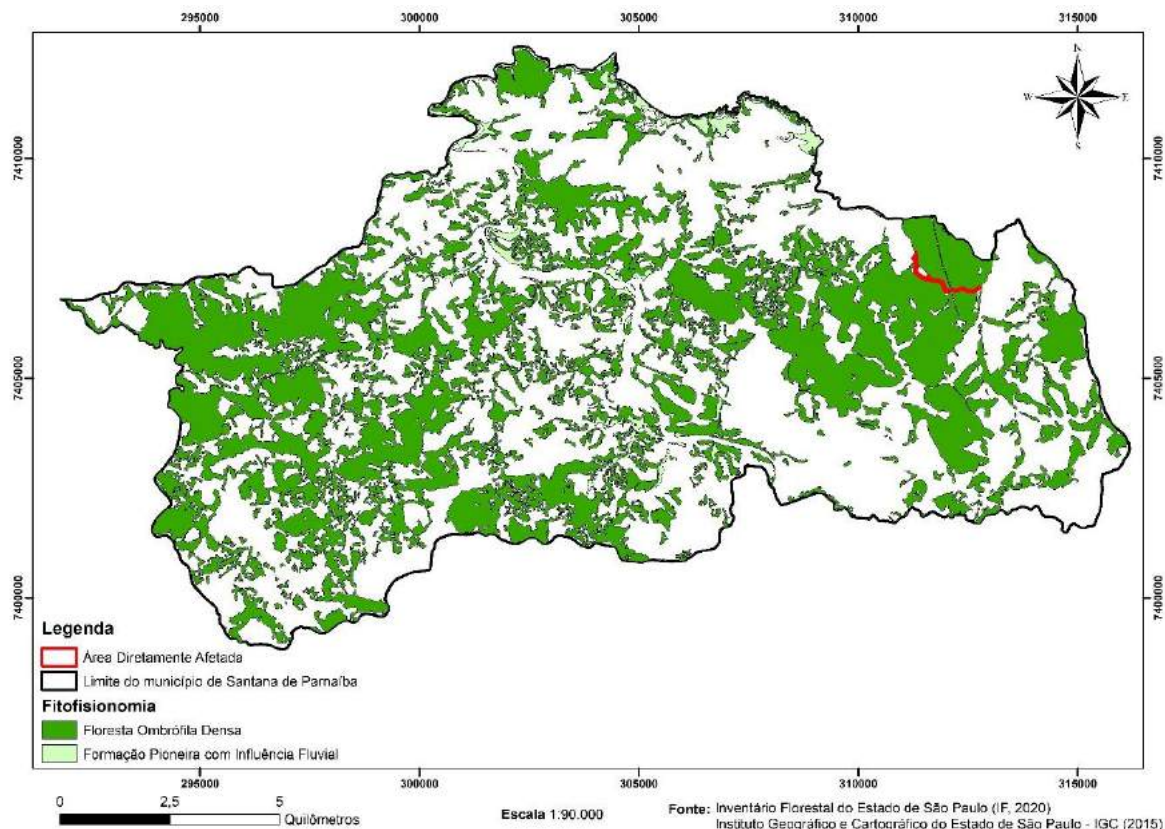 295000 300000 305000 310000 315000
N
W E
S
7410000 7410000
7405000 7405000
7400000 7400000
Legenda
Área Diretamente Afetada
Limite do município de Santana de Parnaíba
Fitofisionomia
Floresta Ombrófila Densa
Formação Pioneira com Influência Fluvial
295000 300000 305000 310000 315000
0 2,5 5
Quilômetros
Escala 1:90.000
Fonte: Inventário Florestal do Estado de São Paulo (IF, 2020)
Instituto Geográfico e Cartográfico do Estado de São Paulo - IGC (2015)